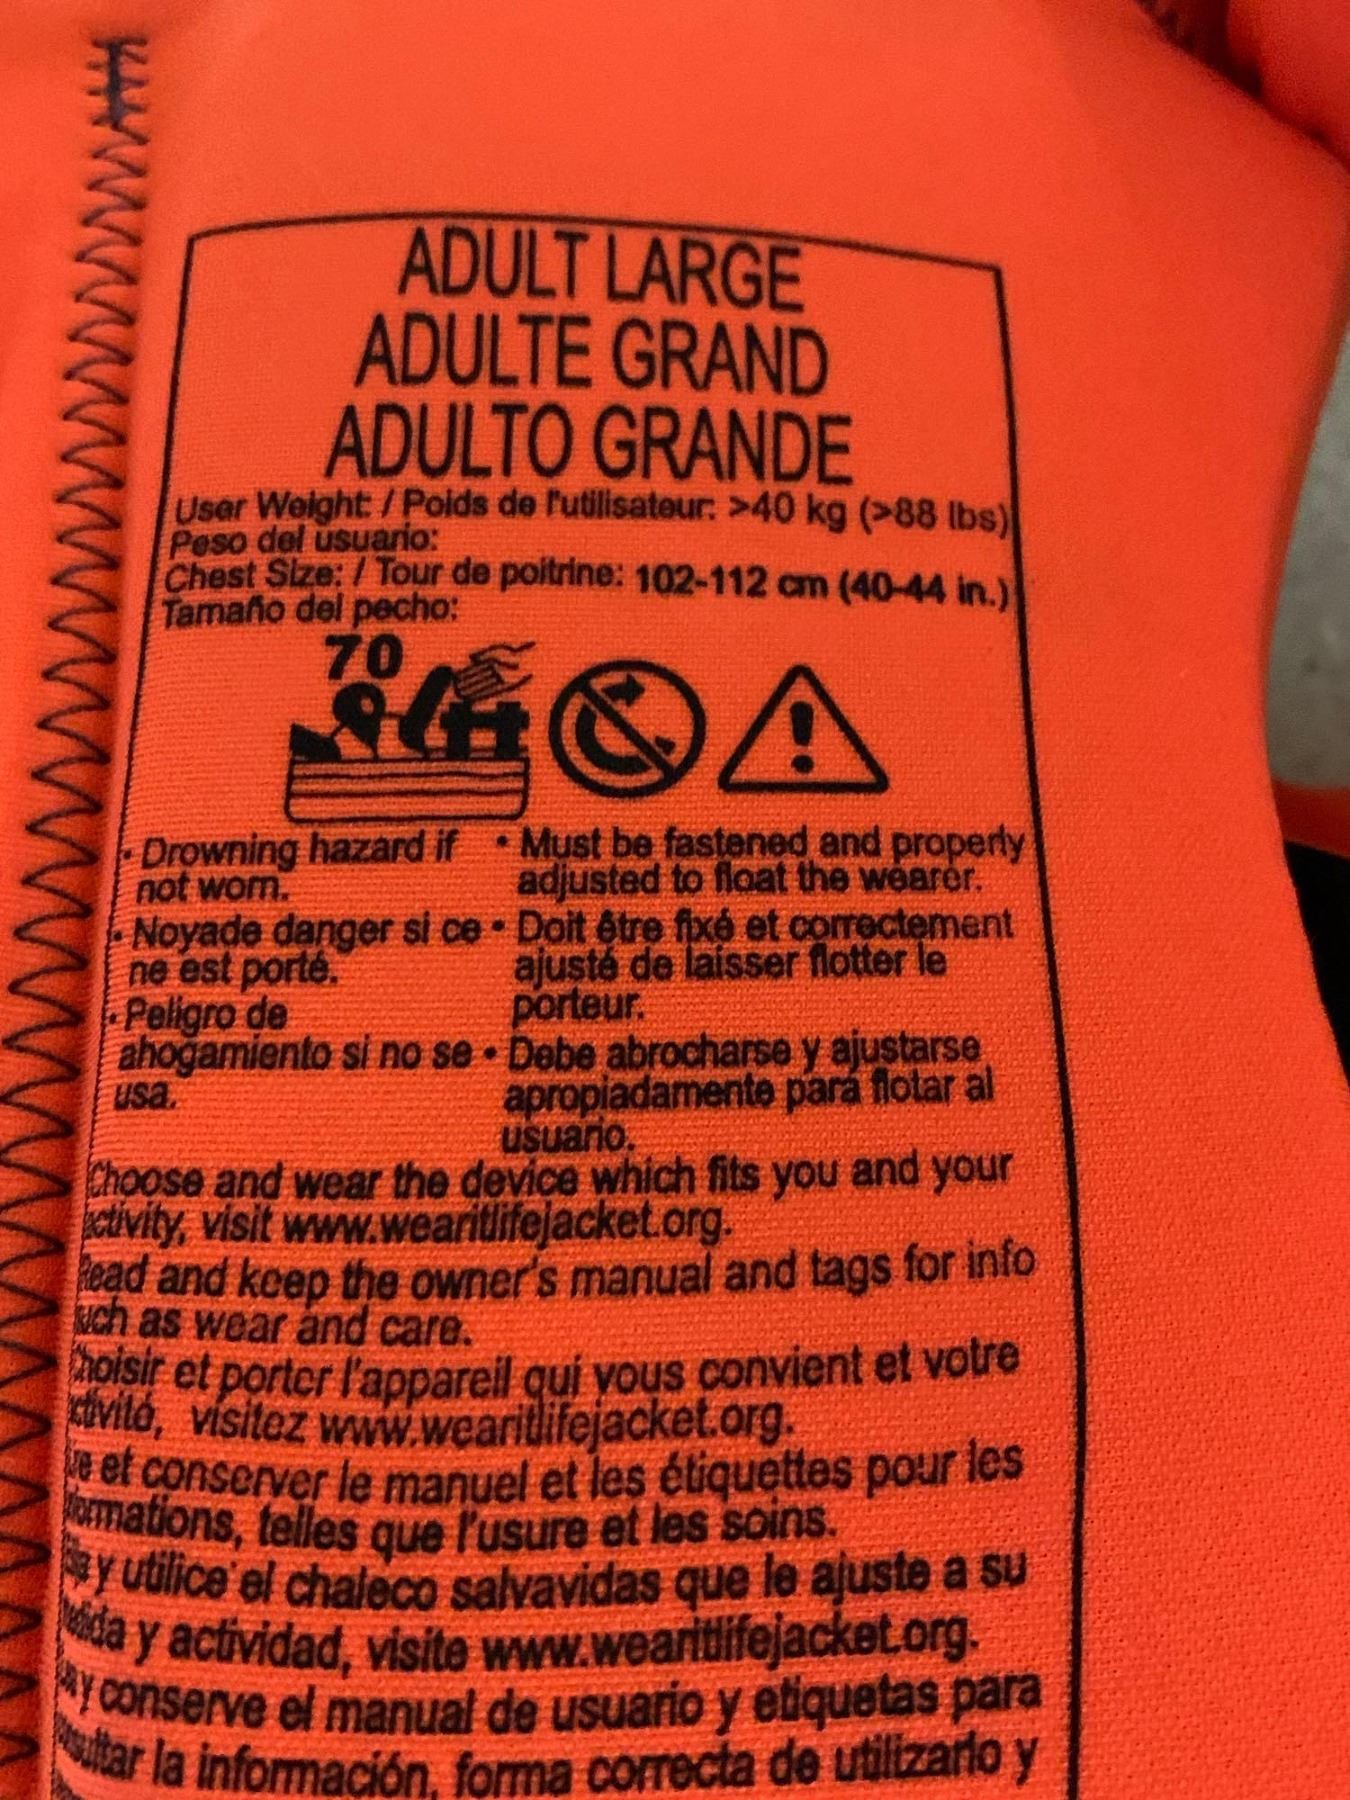 ADULT LARGE
ADULTE GRAND
ADULTO GRANDE
User Weight: / Poids de l'utilisateur: >40 kg (>88 lbs)
Peso del usuario:
Chest Size: / Tour de poitrine: 102-112 cm (40-44 in.)
Tamaño del pecho:
70
• Drowning hazard if
not worn.
• Noyade danger si ce
ne est porté.
• Peligro de
ahogamiento si no se
usa.
• Must be fastened and properly
adjusted to float the wearer.
• Doit être fixé et correctement
ajusté de laisser flotter le
porteur.
• Debe abrocharse y ajustarse
apropiadamente para flotar al
usuario.
Choose and wear the device which fits you and your
activity, visit www.wearitlifejacket.org.
Read and keep the owner's manual and tags for info
such as wear and care.
Choisir et porter l'appareil qui vous convient et votre
activité, visitez www.wearitlifejacket.org.
et conserver le manuel et les étiquettes pour les
informations, telles que l'usure et les soins.
y utilice el chaleco salvavidas que le ajuste a su
y actividad, visite www.wearitlifejacket.org.
y conserve el manual de usuario y etiquetas para
la información, forma correcta de utilizarlo y